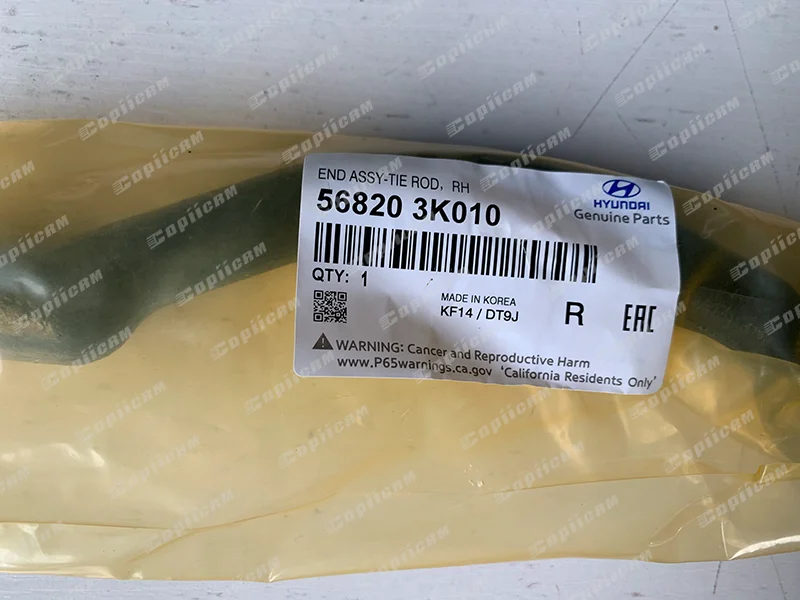 END ASSY-TIE ROD, RH
56820 3K010
HYUNDAI
Genuine Parts
QTY: 1
MADE IN KOREA
KF14 / DT9J
R
EAC
WARNING: Cancer and Reproductive Harm
www.P65warnings.ca.gov 'California Residents Only'
Copiicam